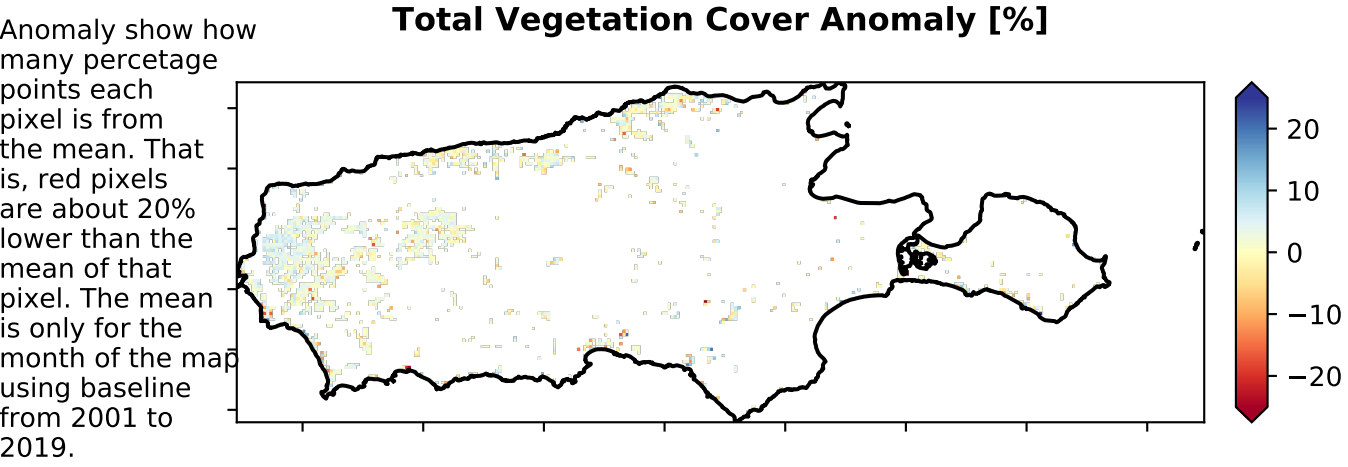 Total Vegetation Cover Anomaly [%]
Anomaly show how
many percetage
points each
pixel is from
the mean. That
is, red pixels
are about 20%
lower than the
mean of that
pixel. The mean
is only for the
month of the map
using baseline
from 2001 to
2019.
20
10
0
−10
−20